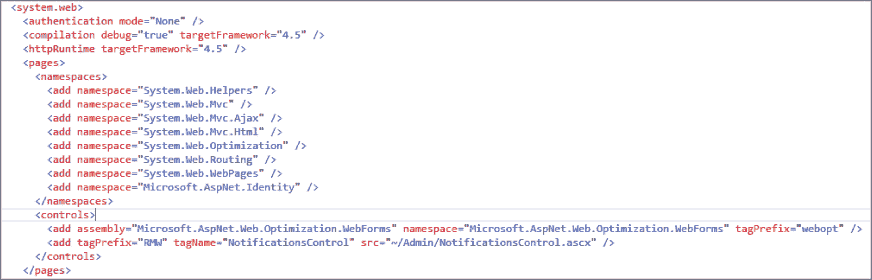 <system.web>
<authentication mode="None" />
<compilation debug="true" targetFramework="4.5" />
<httpRuntime targetFramework="4.5" />
<pages>
<namespaces>
<add namespace="System.Web.Helpers" />
<add namespace="System.Web.Mvc" />
<add namespace="System.Web.Mvc.Ajax" />
<add namespace="System.Web.Mvc.Html" />
<add namespace="System.Web.Optimization" />
<add namespace="System.Web.Routing" />
<add namespace="System.Web.WebPages" />
<add namespace="Microsoft.AspNet.Identity" />
</namespaces>
<controls>
<add assembly="Microsoft.AspNet.Web.Optimization.WebForms" namespace="Microsoft.AspNet.Web.Optimization.WebForms" tagPrefix="webopt" />
<add tagPrefix="RMW" tagName="NotificationsControl" src="~/Admin/NotificationsControl.ascx" />
</controls>
</pages>